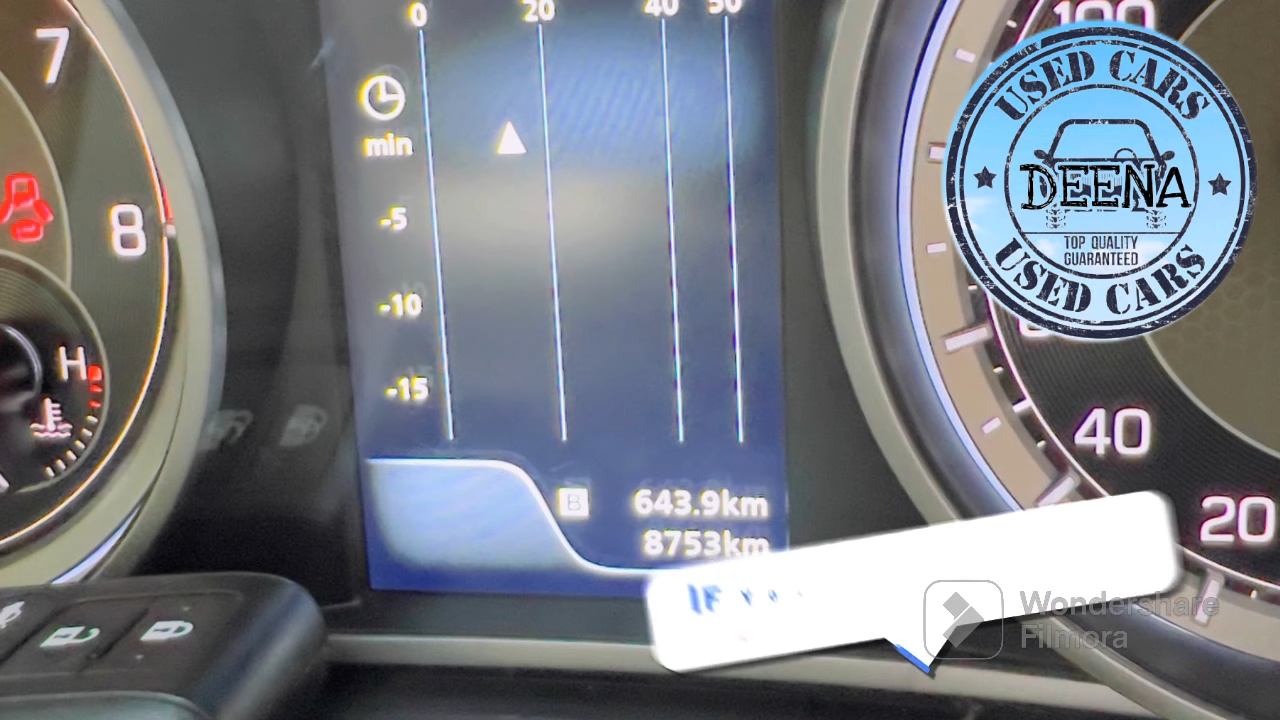 0 20 40 50
min
-5
-10
-15
B 643.9km
8753km
7
8
H
100
40
20
USED CARS
DEENA
TOP QUALITY
GUARANTEED
USED CARS
IF
Wondershare
Filmora